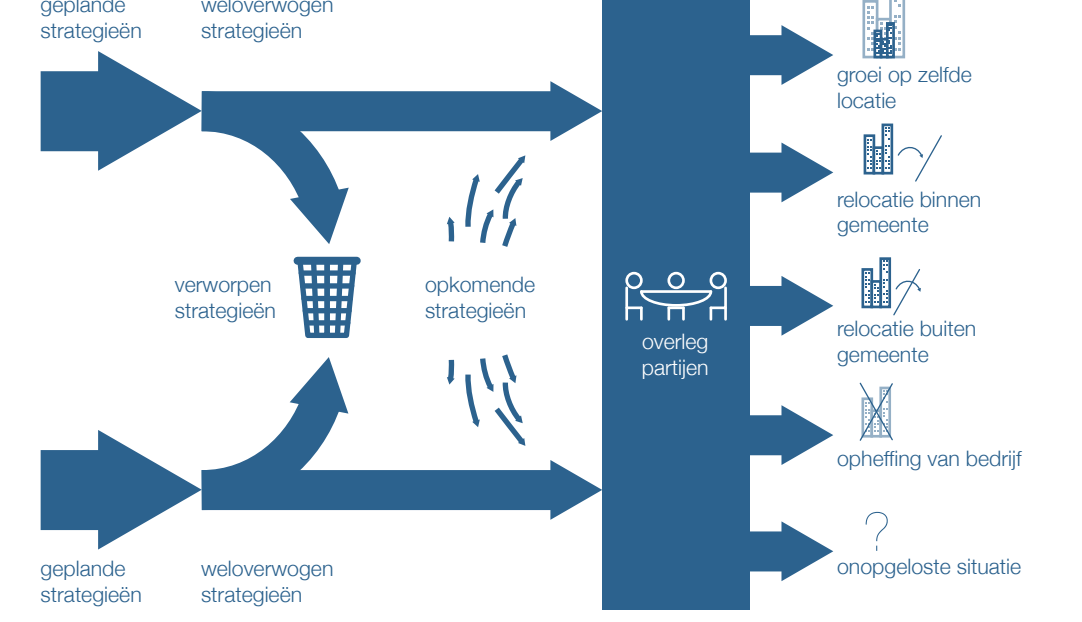 geplande
strategieën
weloverwogen
strategieën
verworpen
strategieën
opkomende
strategieën
geplande
strategieën
weloverwogen
strategieën
overleg
partijen
groei op zelfde
locatie
relocatie binnen
gemeente
relocatie buiten
gemeente
opheffing van bedrijf
?
onopgeloste situatie